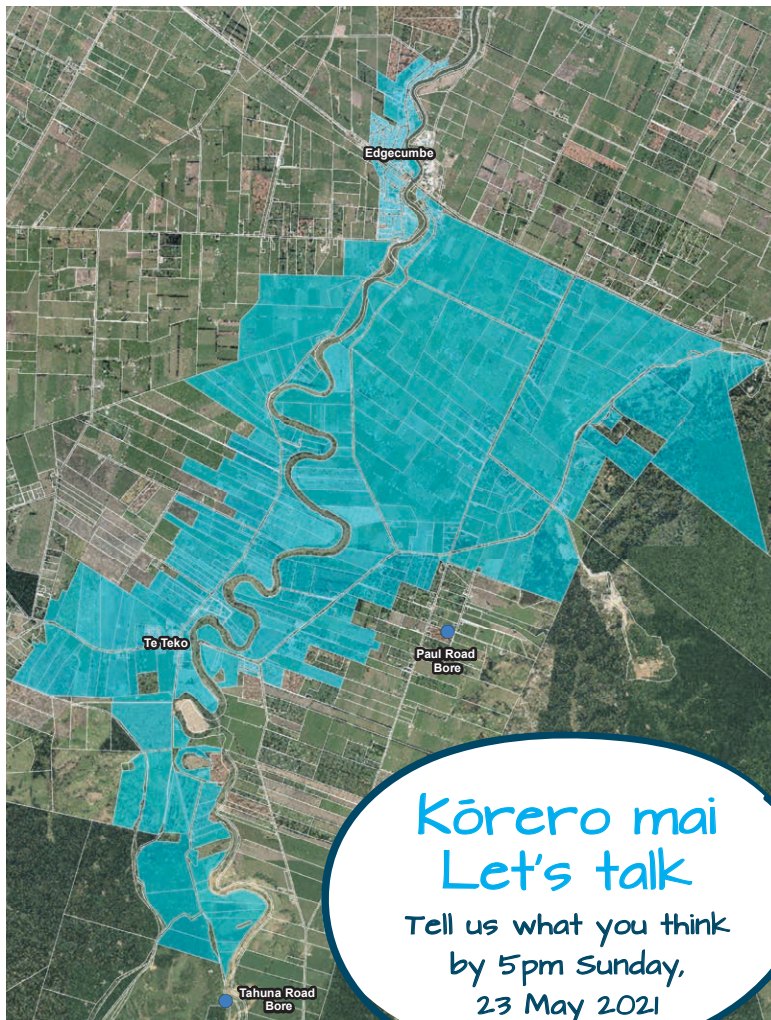 Edgecumbe
Te Teko
Paul Road
Bore
Kōrero mai
Let's talk
Tell us what you think
by 5pm Sunday,
23 May 2021
Tahuna Road
Bore